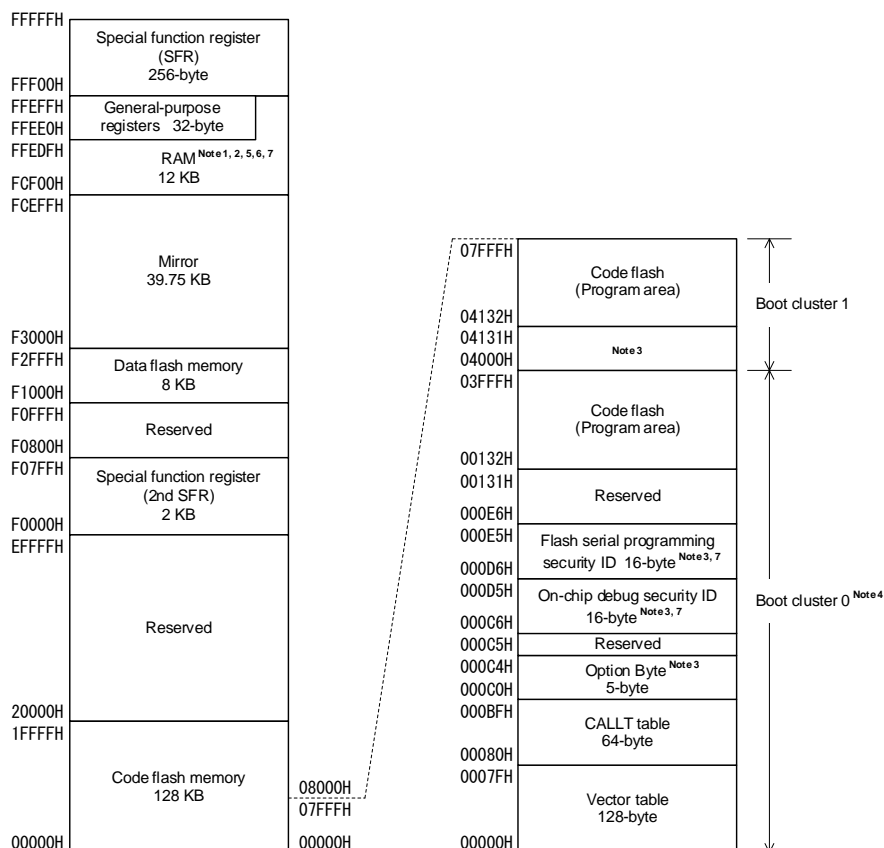 FFFFFH
Special function register
(SFR)
256-byte
FFF00H
FFEFFH
General-purpose
registers 32-byte
FFEE0H
FFEDFH
RAM Note 1, 2, 5, 6, 7
12 KB
FCF00H
FCEFFH
Mirror
39.75 KB
F3000H
F2FFFH
Data flash memory
8 KB
F1000H
F0FFFH
Reserved
F0800H
F07FFH
Special function register
(2nd SFR)
2 KB
F0000H
EFFFFH
Reserved
20000H
1FFFFH
Code flash memory
128 KB
00000H
08000H
07FFFH
00000H
07FFFH
Code flash
(Program area)
04132H
04131H
Note 3
04000H
03FFFH
Code flash
(Program area)
00132H
00131H
Reserved
000E6H
000E5H
Flash serial programming
security ID 16-byte Note 3, 7
000D6H
000D5H
On-chip debug security ID
16-byte Note 3, 7
000C6H
000C5H
Reserved
000C4H
Option Byte Note 3
5-byte
000C0H
000BFH
CALLT table
64-byte
00080H
0007FH
Vector table
128-byte
00000H
Boot cluster 1
Boot cluster 0 Note 4